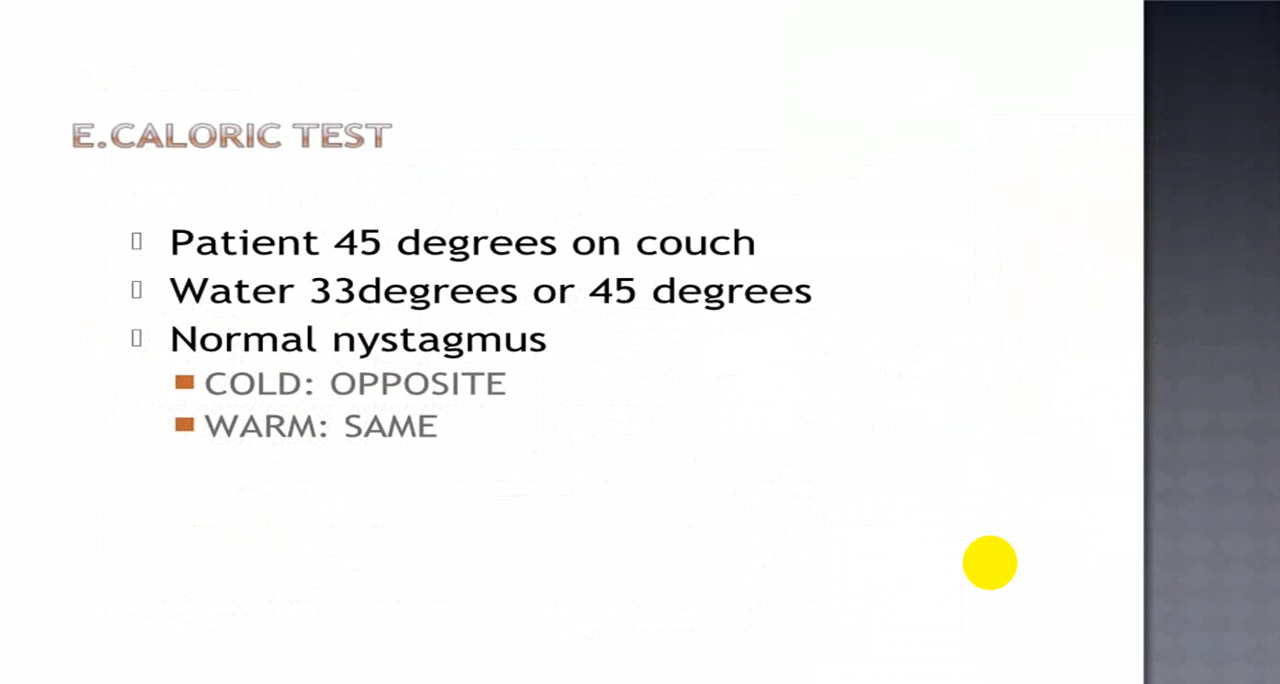 E.CALORIC TEST
Patient 45 degrees on couch
Water 33degrees or 45 degrees
Normal nystagmus
COLD: OPPOSITE
WARM: SAME